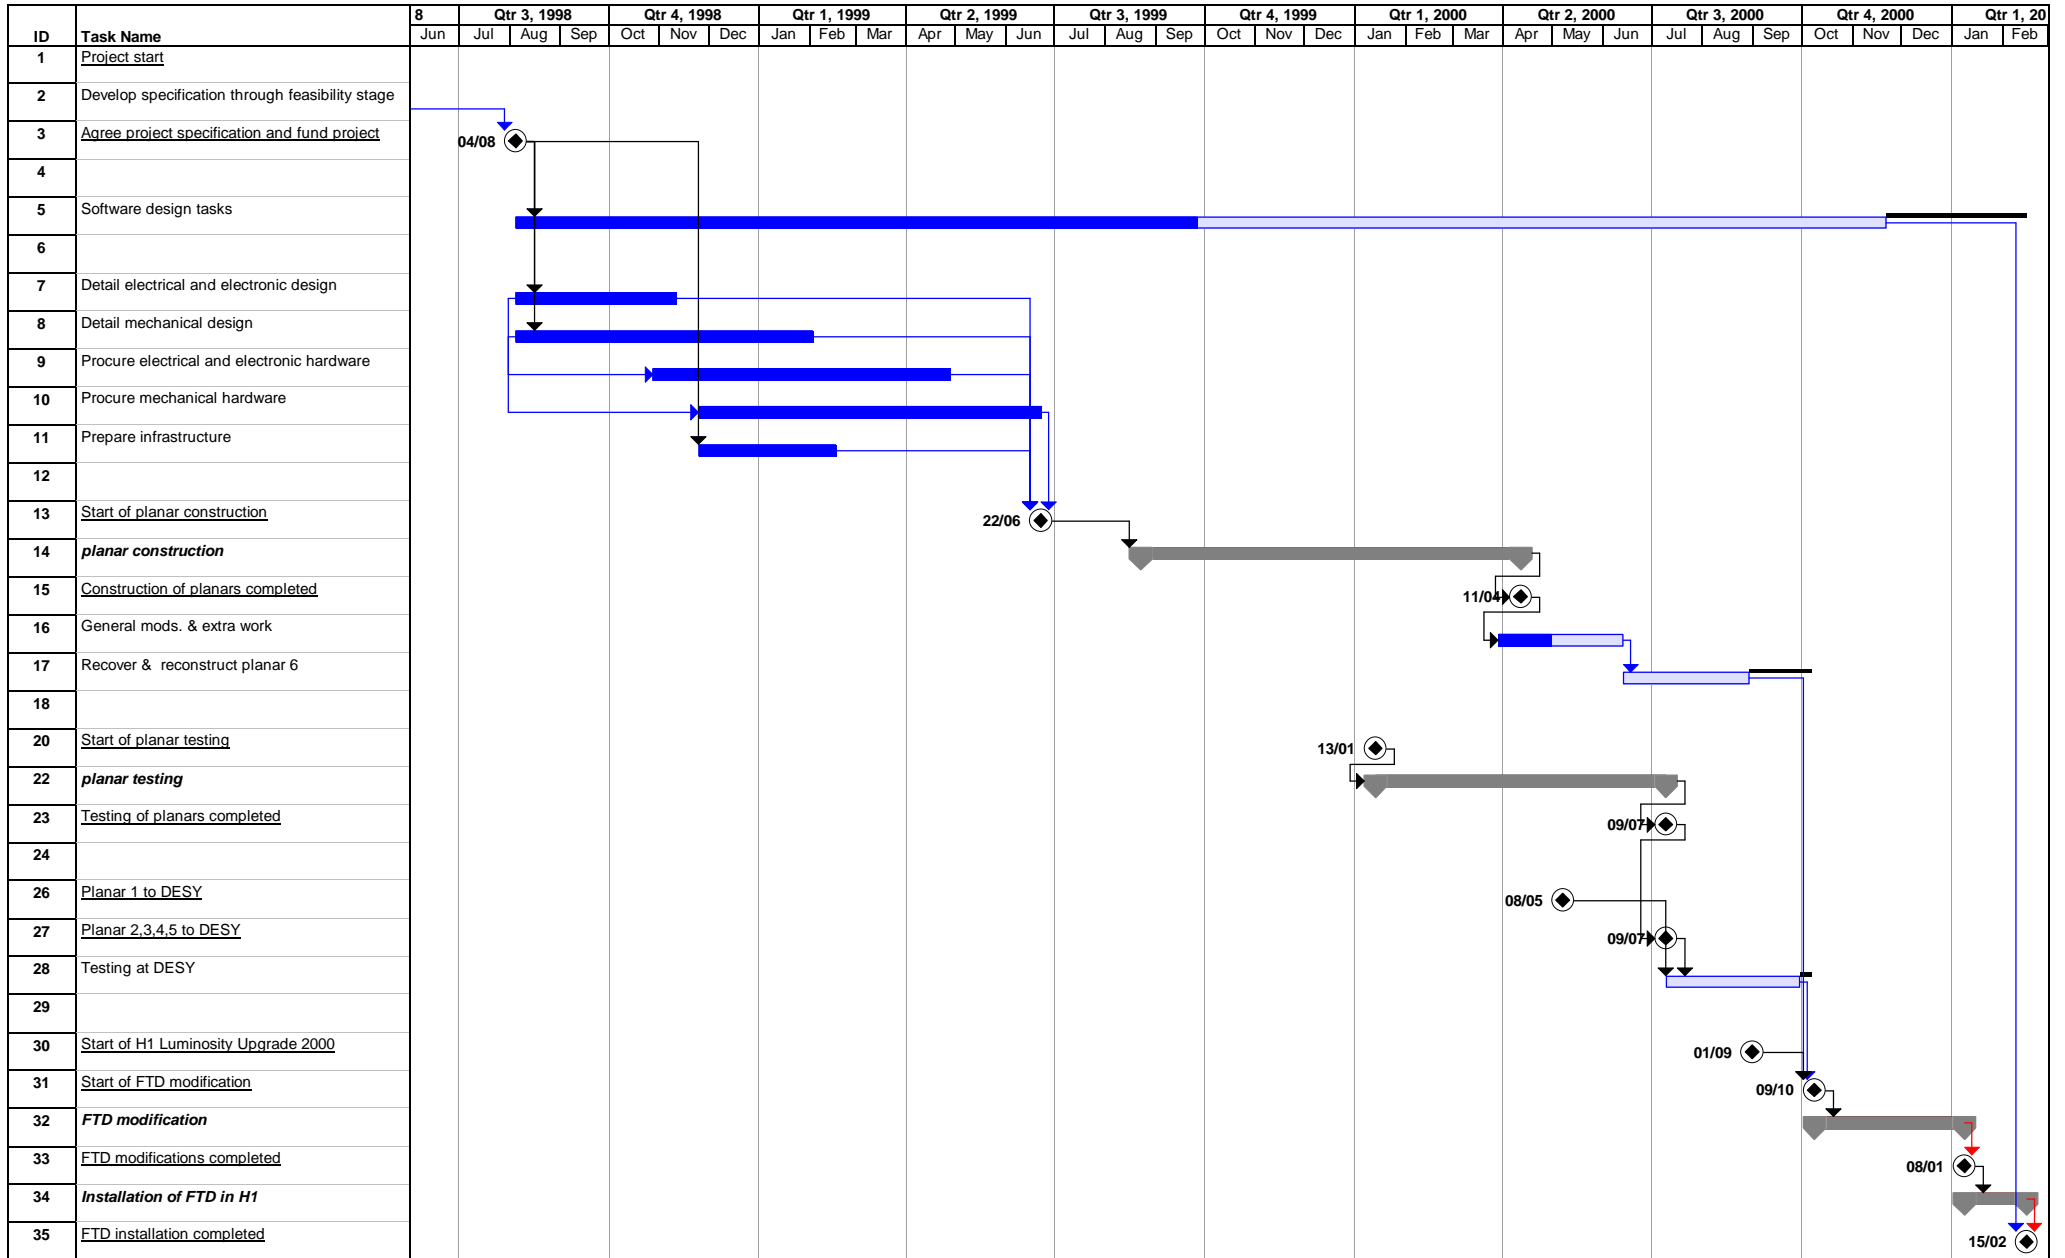 8 Qtr 3, 1998 Qtr 4, 1998 Qtr 1, 1999 Qtr 2, 1999 Qtr 3, 1999 Qtr 4, 1999 Qtr 1, 2000 Qtr 2, 2000 Qtr 3, 2000 Qtr 4, 2000 Qtr 1, 20
ID Task Name Jun Jul Aug Sep Oct Nov Dec Jan Feb Mar Apr May Jun Jul Aug Sep Oct Nov Dec Jan Feb Mar Apr May Jun Jul Aug Sep Oct Nov Dec Jan Feb
1 Project start
2 Develop specification through feasibility stage
3 Agree project specification and fund project 04/08
4
5 Software design tasks
6
7 Detail electrical and electronic design
8 Detail mechanical design
9 Procure electrical and electronic hardware
10 Procure mechanical hardware
11 Prepare infrastructure
12
13 Start of planar construction 22/06
14 planar construction
15 Construction of planars completed 11/04
16 General mods. & extra work
17 Recover & reconstruct planar 6
18
20 Start of planar testing 13/01
22 planar testing
23 Testing of planars completed 09/07
24
26 Planar 1 to DESY 08/05
27 Planar 2,3,4,5 to DESY 09/07
28 Testing at DESY
29
30 Start of H1 Luminosity Upgrade 2000 01/09
31 Start of FTD modification 09/10
32 FTD modification
33 FTD modifications completed 08/01
34 Installation of FTD in H1
35 FTD installation completed 15/02